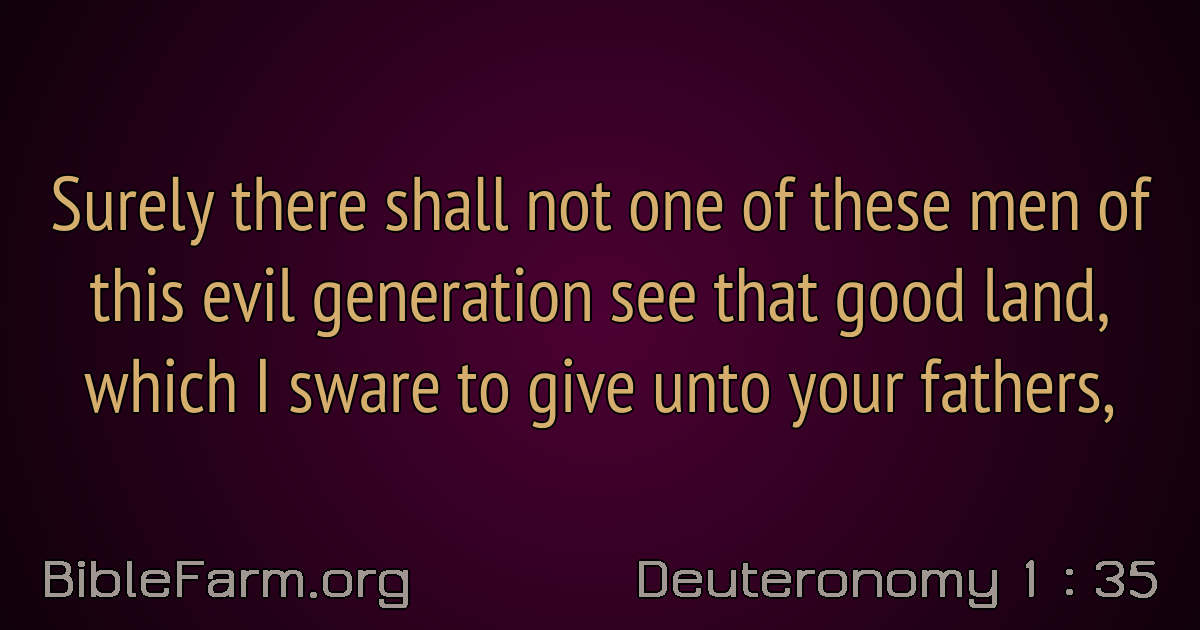 Surely there shall not one of these men of
this evil generation see that good land,
which I sware to give unto your fathers,
BibleFarm.org
Deuteronomy 1 : 35